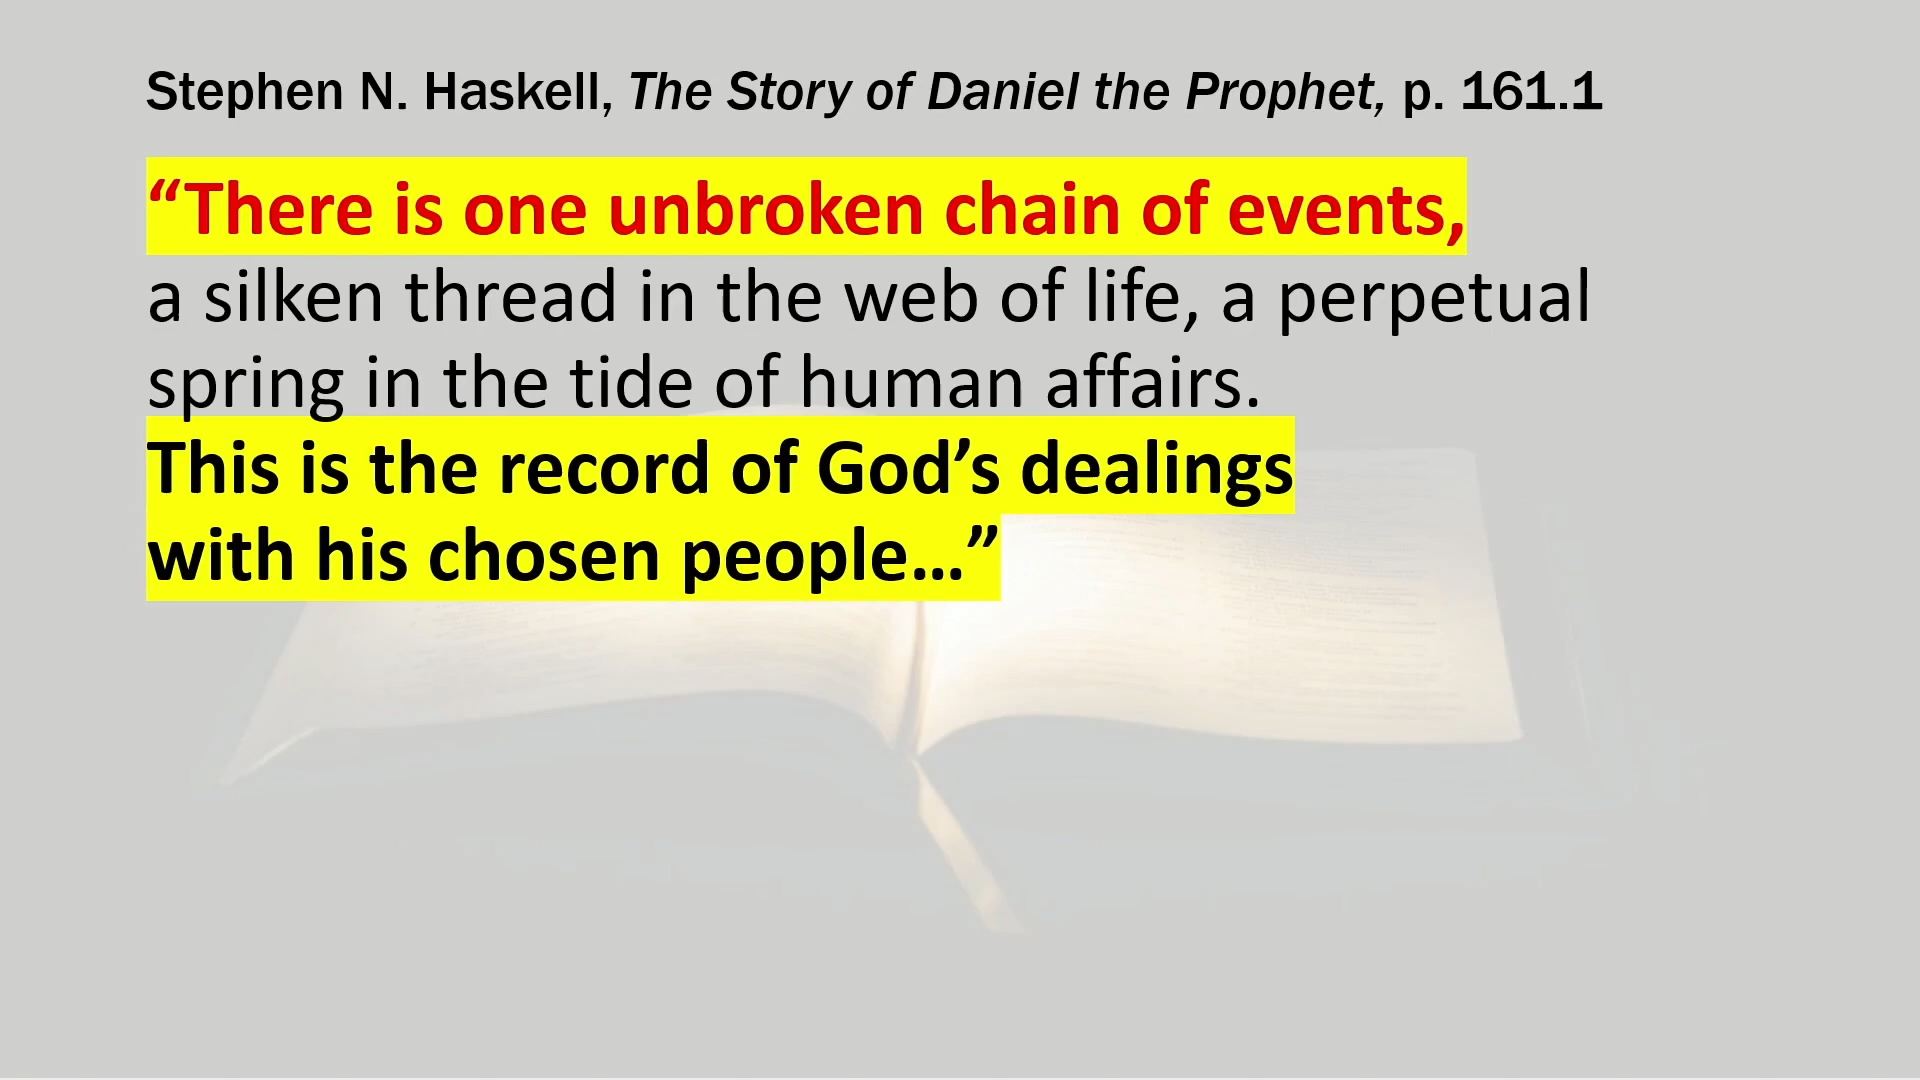 Stephen N. Haskell, The Story of Daniel the Prophet, p. 161.1
“There is one unbroken chain of events,
a silken thread in the web of life, a perpetual
spring in the tide of human affairs.
This is the record of God’s dealings
with his chosen people…”